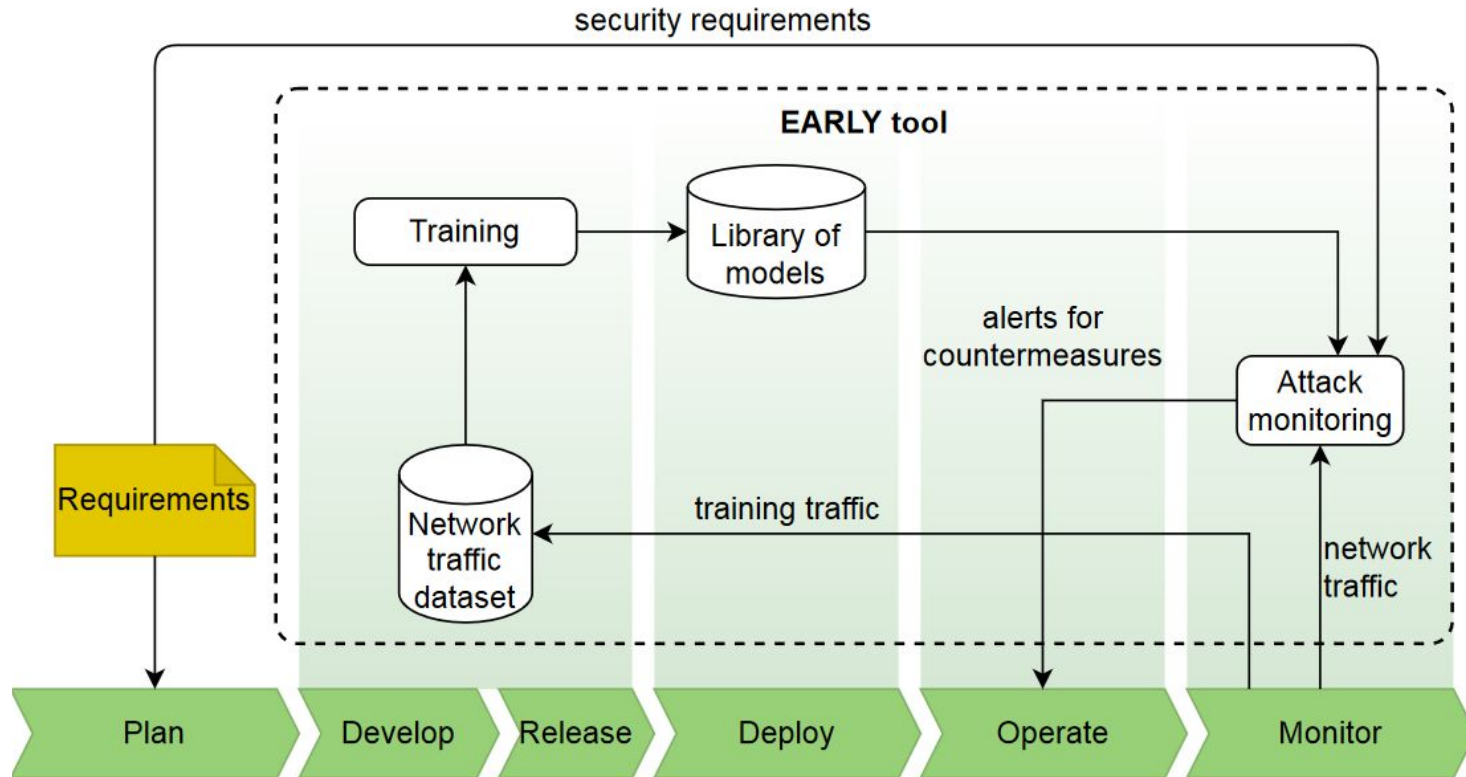 security requirements
EARLY tool
Training
Library of
models
alerts for
countermeasures
Attack
monitoring
Requirements
Network
traffic
dataset
training traffic
network
traffic
Plan
Develop
Release
Deploy
Operate
Monitor